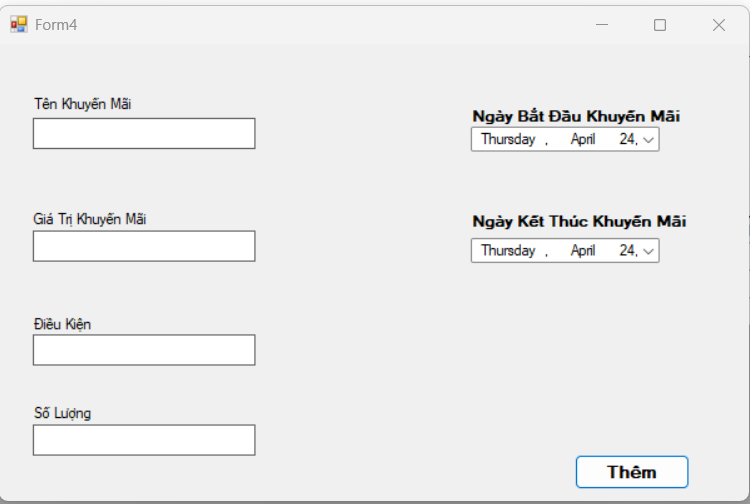 Form4
Tên Khuyến Mãi
Ngày Bắt Đầu Khuyến Mãi
Thursday , April 24,
Giá Trị Khuyến Mãi
Ngày Kết Thúc Khuyến Mãi
Thursday , April 24,
Điều Kiện
Số Lượng
Thêm